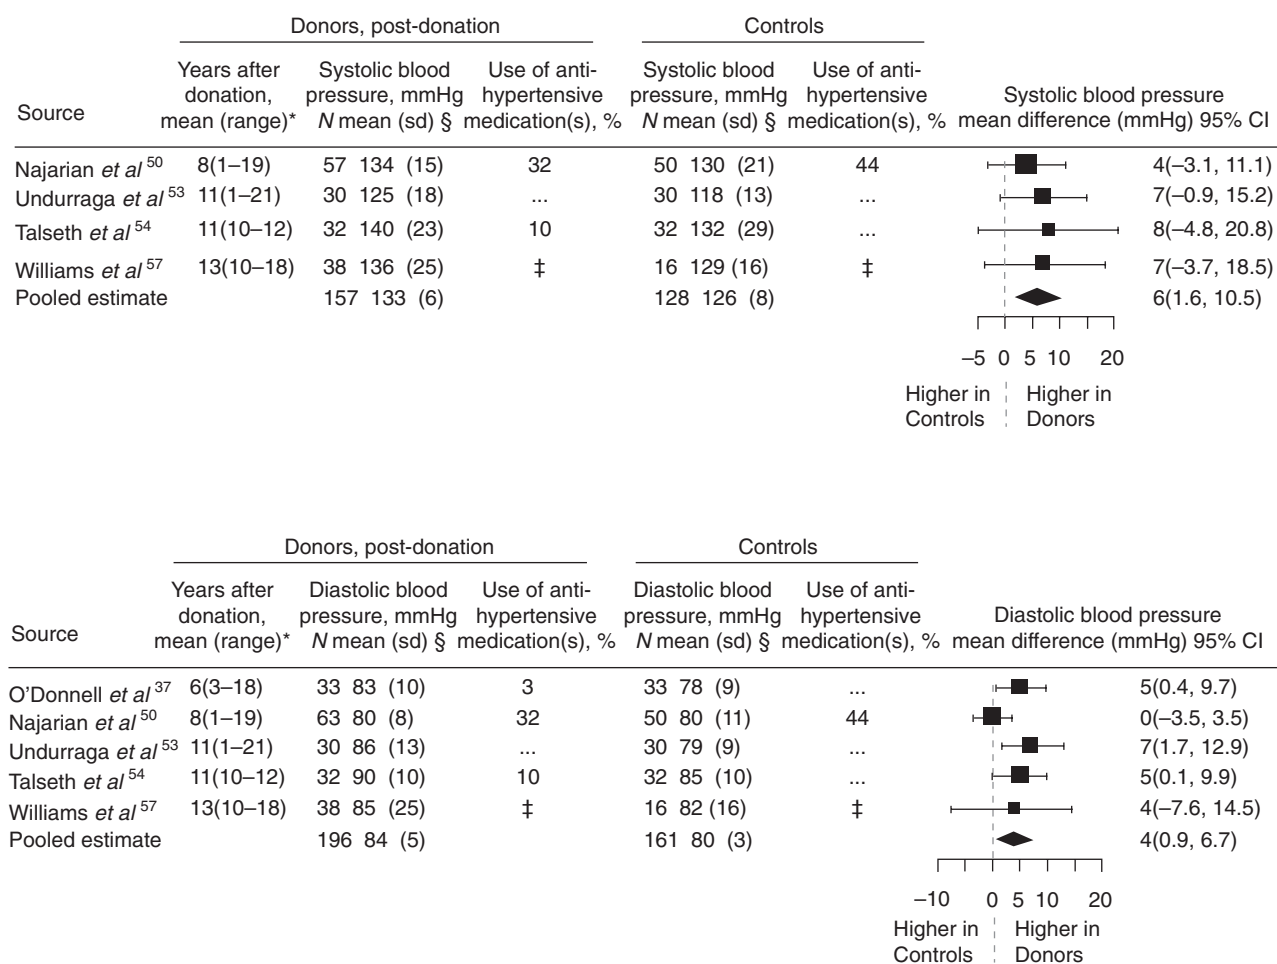 Donors, post-donation Controls
Years after Systolic blood Use of anti- Systolic blood Use of anti-
donation, pressure, mmHg hypertensive pressure, mmHg hypertensive Systolic blood pressure
Source mean (range)* N mean (sd) § medication(s), % N mean (sd) § medication(s), % mean difference (mmHg) 95% CI
Najarian et al 50 8(1–19) 57 134 (15) 32 50 130 (21) 44 4(–3.1, 11.1)
Undurraga et al 53 11(1–21) 30 125 (18) ... 30 118 (13) ... 7(–0.9, 15.2)
Talseth et al 54 11(10–12) 32 140 (23) 10 32 132 (29) ... 8(–4.8, 20.8)
Williams et al 57 13(10–18) 38 136 (25) ‡ 16 129 (16) ‡ 7(–3.7, 18.5)
Pooled estimate 157 133 (6) 128 126 (8) 6(1.6, 10.5)
–5 0 5 10 20
Higher in Higher in
Controls Donors
Donors, post-donation Controls
Years after Diastolic blood Use of anti- Diastolic blood Use of anti-
donation, pressure, mmHg hypertensive pressure, mmHg hypertensive Diastolic blood pressure
Source mean (range)* N mean (sd) § medication(s), % N mean (sd) § medication(s), % mean difference (mmHg) 95% CI
O'Donnell et al 37 6(3–18) 33 83 (10) 3 33 78 (9) ... 5(0.4, 9.7)
Najarian et al 50 8(1–19) 63 80 (8) 32 50 80 (11) 44 0(–3.5, 3.5)
Undurraga et al 53 11(1–21) 30 86 (13) ... 30 79 (9) ... 7(1.7, 12.9)
Talseth et al 54 11(10–12) 32 90 (10) 10 32 85 (10) ... 5(0.1, 9.9)
Williams et al 57 13(10–18) 38 85 (25) ‡ 16 82 (16) ‡ 4(–7.6, 14.5)
Pooled estimate 196 84 (5) 161 80 (3) 4(0.9, 6.7)
–10 0 5 10 20
Higher in Higher in
Controls Donors